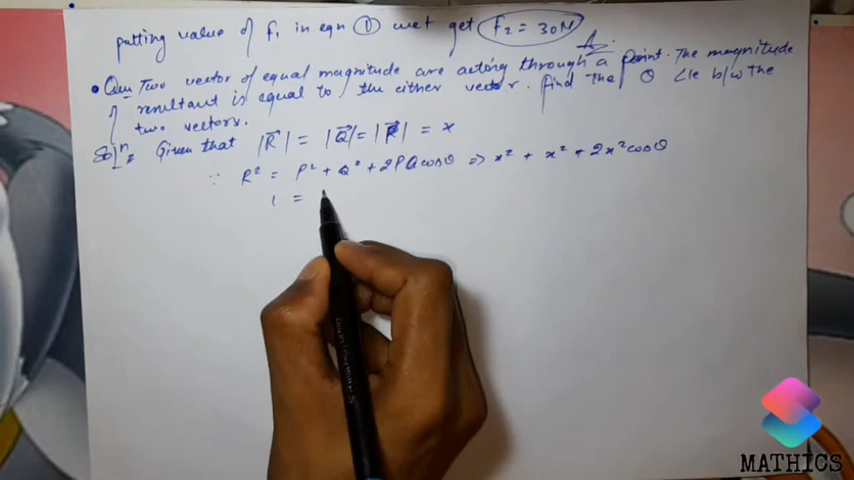 putting value of f₁ in eqn ① wet get f₂ = 30N
A
• Qun Two vector of equal magnitude are acting through a point. The magnitude
of resultant is equal to the either vector. find the θ ∠le b/w the
two vectors.
Solⁿ: Given that |R⃗| = |Q⃗| = |P⃗| = x
∵ R² = P² + Q² + 2PQ cosθ ⇒ x² + x² + 2x² cosθ
1 =
MATHICS